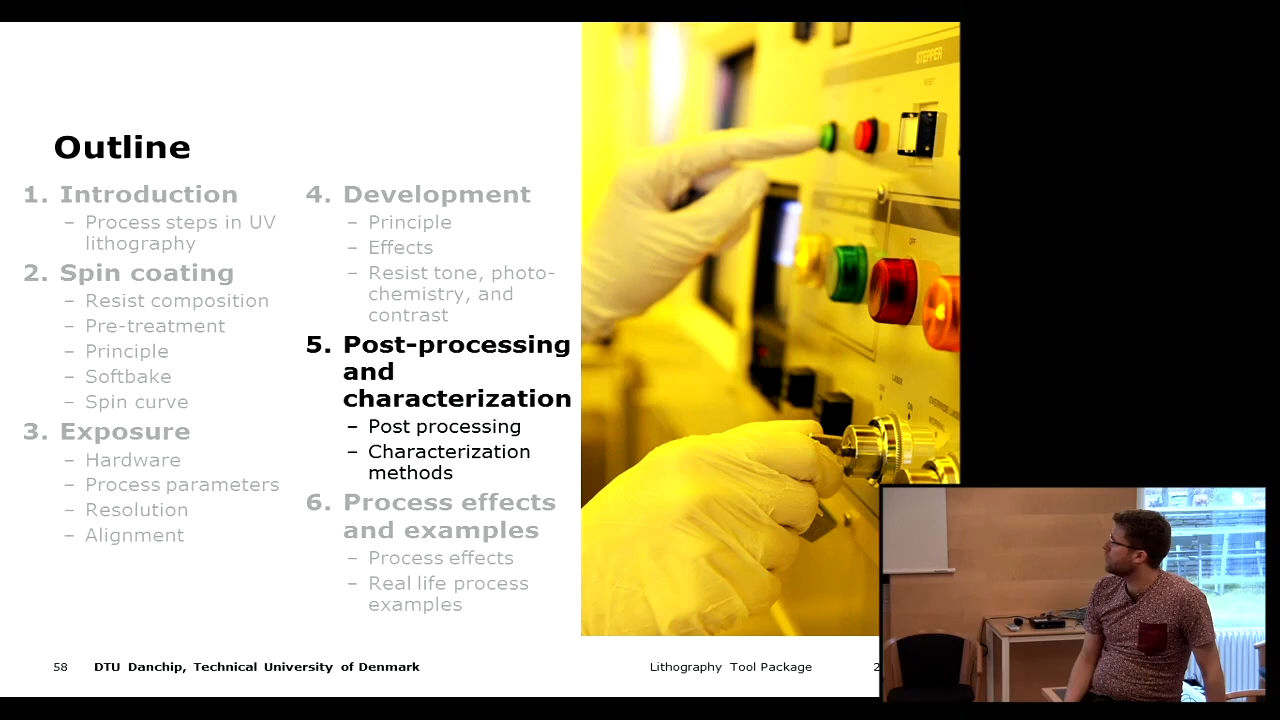 Outline
1. Introduction
– Process steps in UV
lithography
2. Spin coating
– Resist composition
– Pre-treatment
– Principle
– Softbake
– Spin curve
3. Exposure
– Hardware
– Process parameters
– Resolution
– Alignment
4. Development
– Principle
– Effects
– Resist tone, photo-
chemistry, and
contrast
5. Post-processing
and
characterization
– Post processing
– Characterization
methods
6. Process effects
and examples
– Process effects
– Real life process
examples
STEPPER
RESET
OFF
58 DTU Danchip, Technical University of Denmark Lithography Tool Package 2